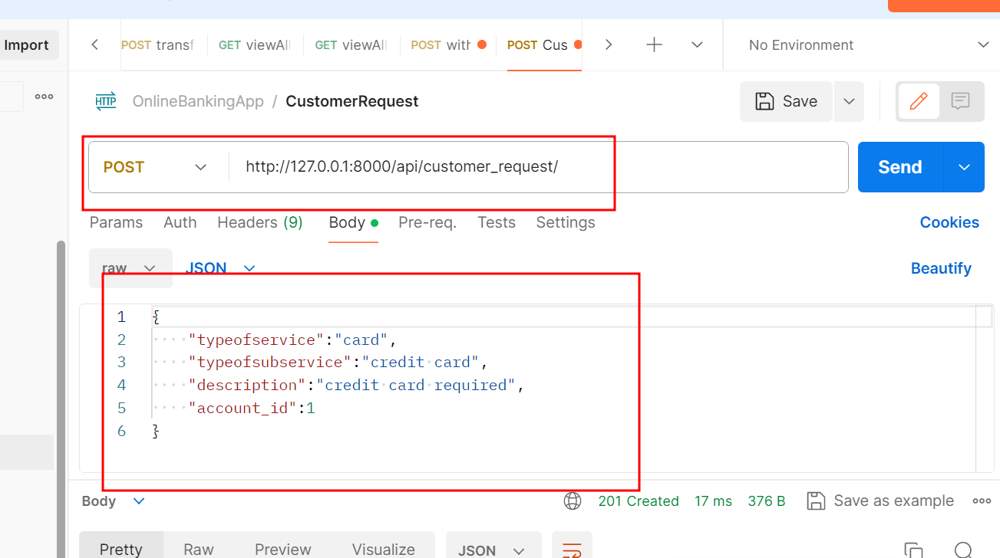 Import
POST transf GET viewAll GET viewAll POST with POST Cus No Environment
HTTP OnlineBankingApp / CustomerRequest Save
POST http://127.0.0.1:8000/api/customer_request/ Send
Params Auth Headers (9) Body Pre-req. Tests Settings Cookies
raw JSON Beautify
1 {
2 "typeofservice":"card",
3 "typeofsubservice":"credit card",
4 "description":"credit card required",
5 "account_id":1
6 }
Body 201 Created 17 ms 376 B Save as example
Pretty Raw Preview Visualize JSON